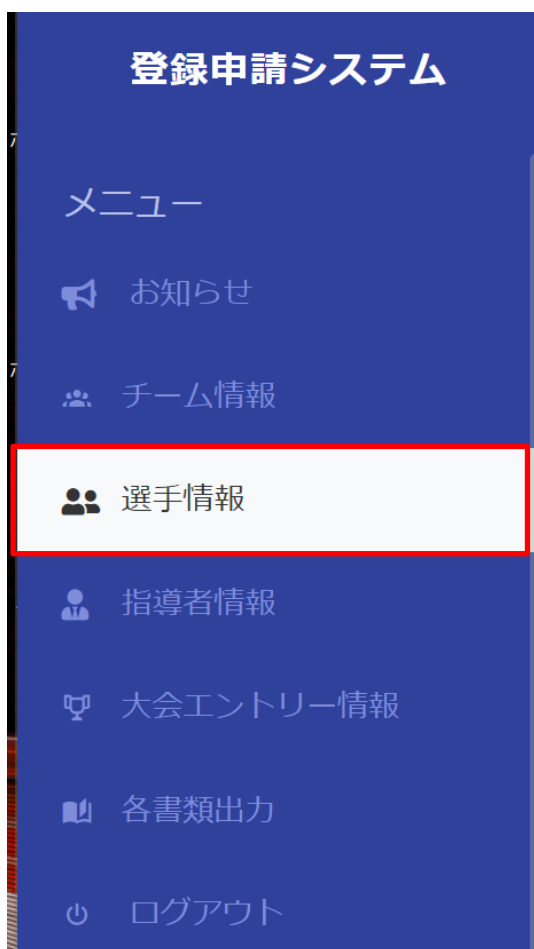 登録申請システム
メニュー
お知らせ
チーム情報
選手情報
指導者情報
大会エントリー情報
各書類出力
ログアウト